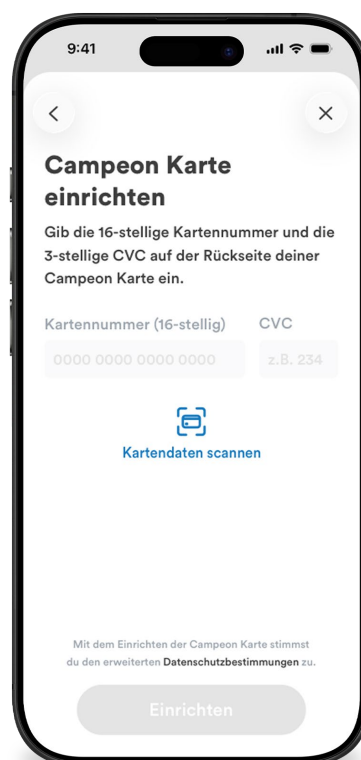 9:41
Campeon Karte
einrichten
Gib die 16-stellige Kartennummer und die
3-stellige CVC auf der Rückseite deiner
Campeon Karte ein.
Kartennummer (16-stellig) CVC
0000 0000 0000 0000 z.B. 234
Kartendaten scannen
Mit dem Einrichten der Campeon Karte stimmst
du den erweiterten Datenschutzbestimmungen zu.
Einrichten